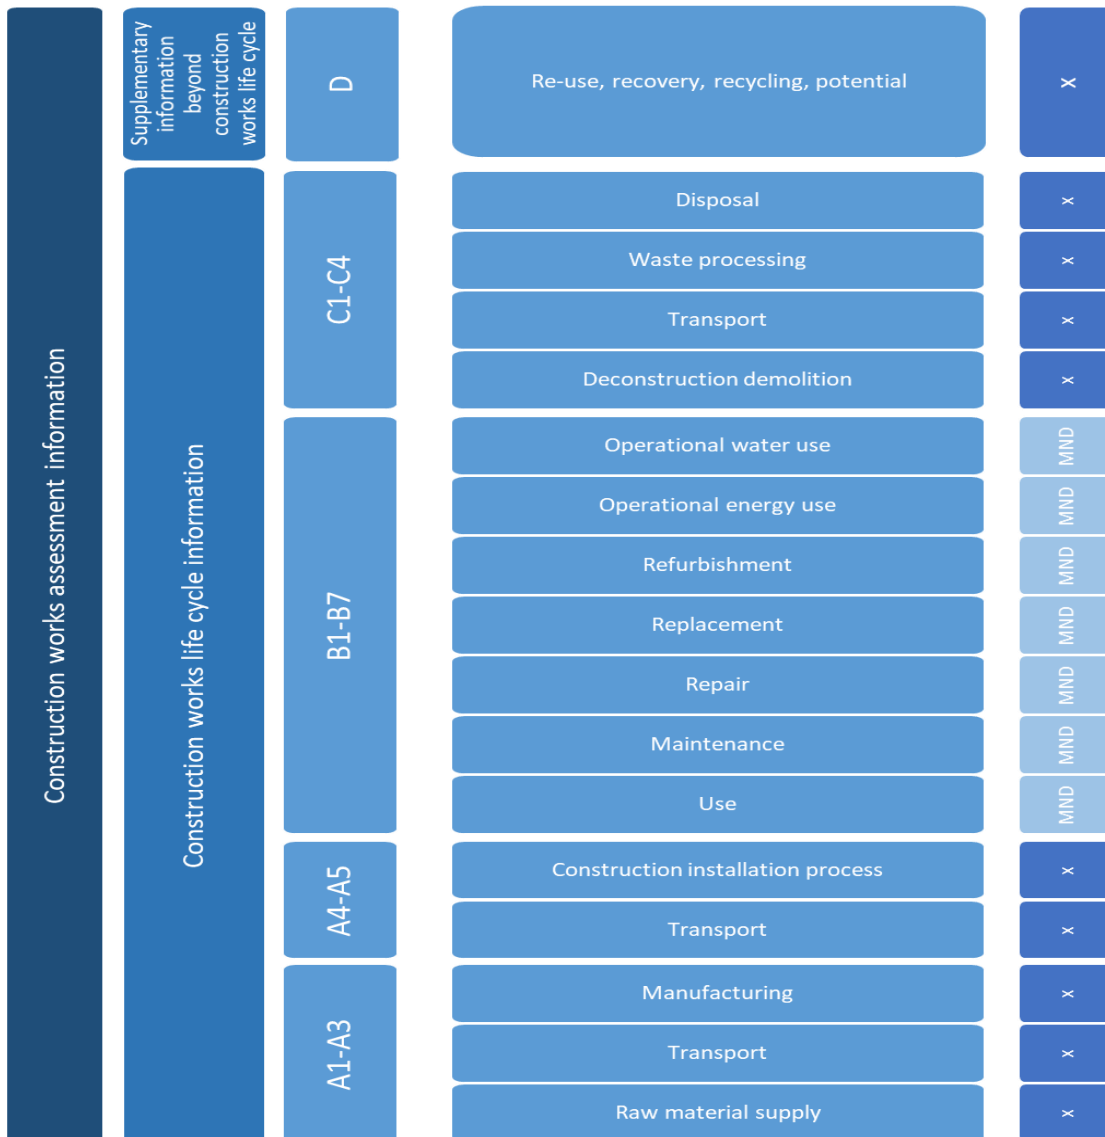 Construction works assessment information
Supplementary
information
beyond
construction
works life cycle
Construction works life cycle information
D
Re-use, recovery, recycling, potential
X
C1-C4
Disposal
X
Waste processing
X
Transport
X
Deconstruction demolition
X
B1-B7
Operational water use
MND
Operational energy use
MND
Refurbishment
MND
Replacement
MND
Repair
MND
Maintenance
MND
Use
MND
A4-A5
Construction installation process
X
Transport
X
A1-A3
Manufacturing
X
Transport
X
Raw material supply
X